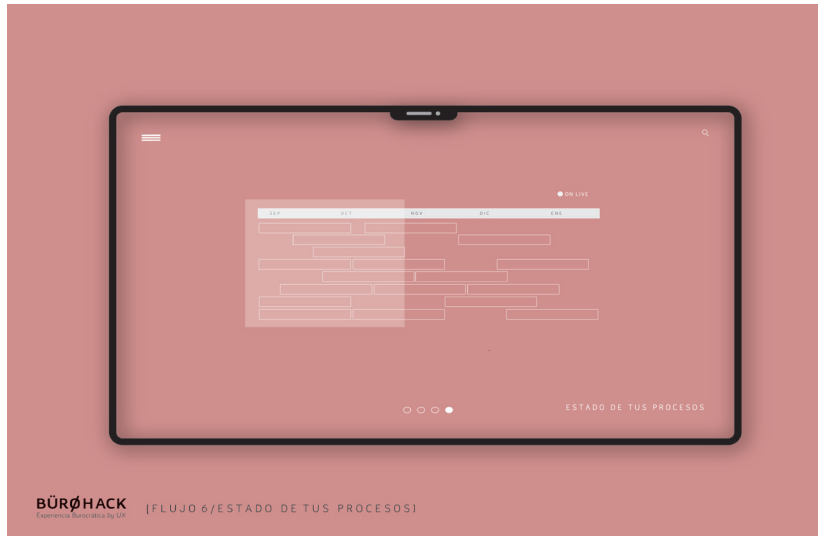 ON LIVE
SEP OCT NOV DIC ENE
ESTADO DE TUS PROCESOS
BÜRØHACK
Experiencia Burocrática by UX
[FLUJO 6/ESTADO DE TUS PROCESOS]